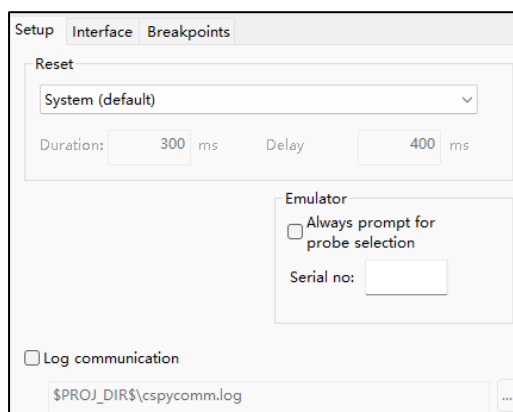 Setup Interface Breakpoints
Reset
System (default)
Duration: 300 ms Delay 400 ms
Emulator
Always prompt for
probe selection
Serial no:
Log communication
$PROJ_DIR$\cspycomm.log
...